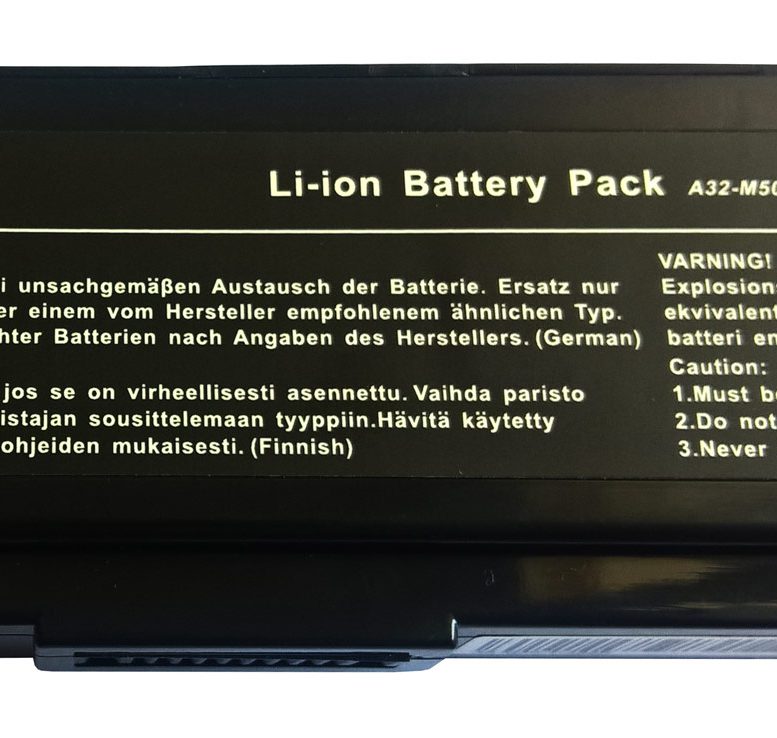 Li-ion Battery Pack A32-M50
i unsachgemäßen Austausch der Batterie. Ersatz nur
er einem vom Hersteller empfohlenem ähnlichen Typ.
hter Batterien nach Angaben des Herstellers. (German)
jos se on virheellisesti asennettu. Vaihda paristo
istajan sousittelemaan tyyppiin.Hävitä käytetty
ohjeiden mukaisesti. (Finnish)
VARNING!
Explosion
ekvivalent
batteri en
Caution:
1.Must be
2.Do not
3.Never